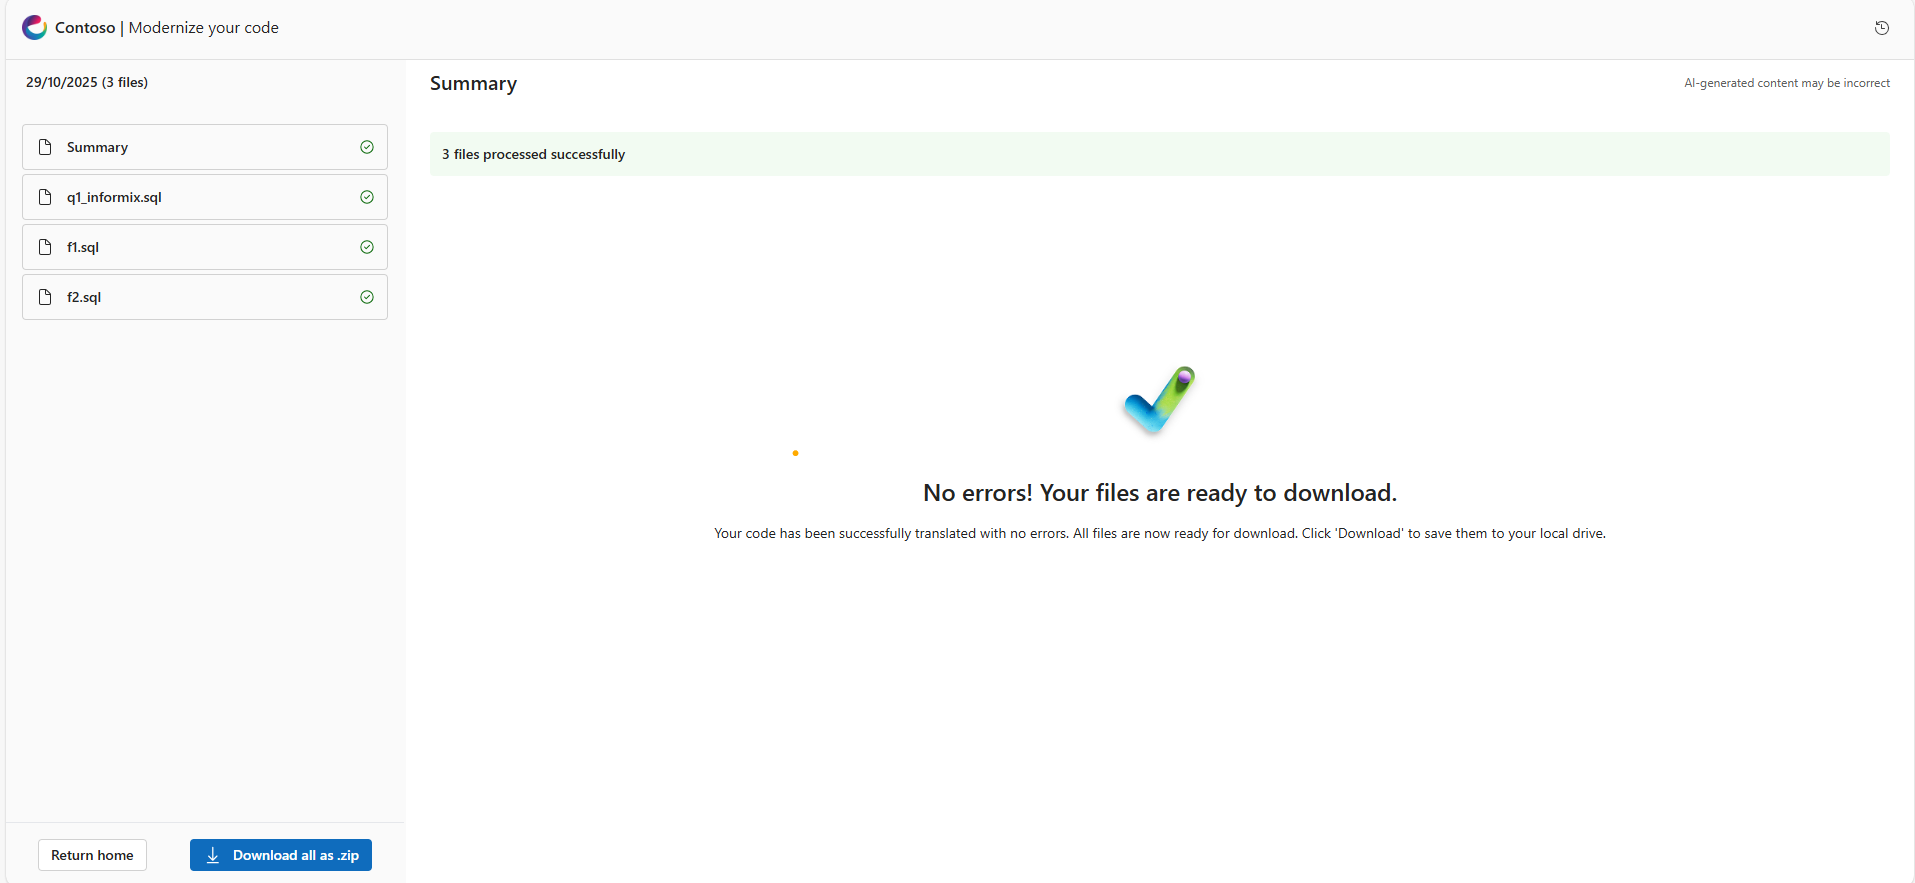 Contoso | Modernize your code
29/10/2025 (3 files)
Summary
q1_informix.sql
f1.sql
f2.sql
Return home
Download all as .zip
Summary
AI-generated content may be incorrect
3 files processed successfully
No errors! Your files are ready to download.
Your code has been successfully translated with no errors. All files are now ready for download. Click 'Download' to save them to your local drive.